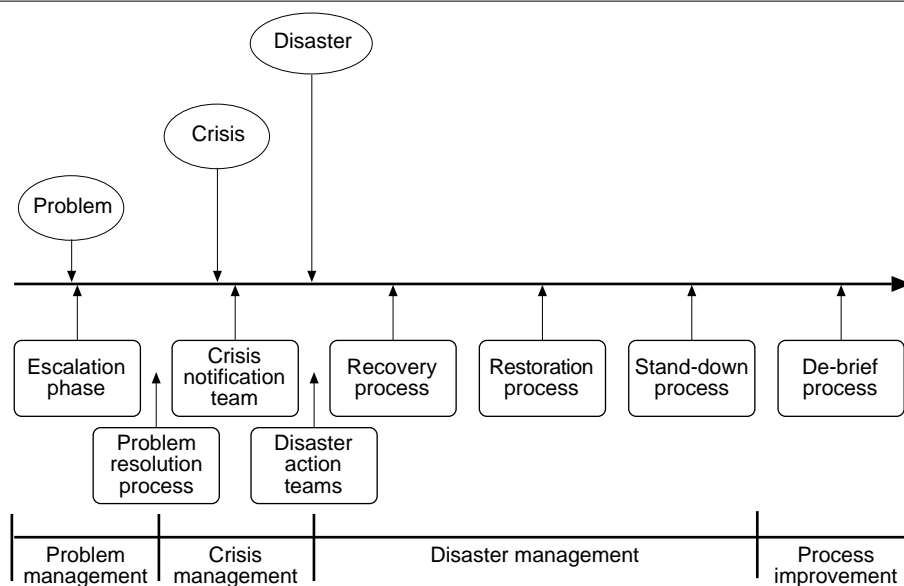 Disaster
Crisis
Problem
Escalation
phase
Crisis
notification
team
Recovery
process
Restoration
process
Stand-down
process
De-brief
process
Problem
resolution
process
Disaster
action
teams
Problem
management
Crisis
management
Disaster management
Process
improvement